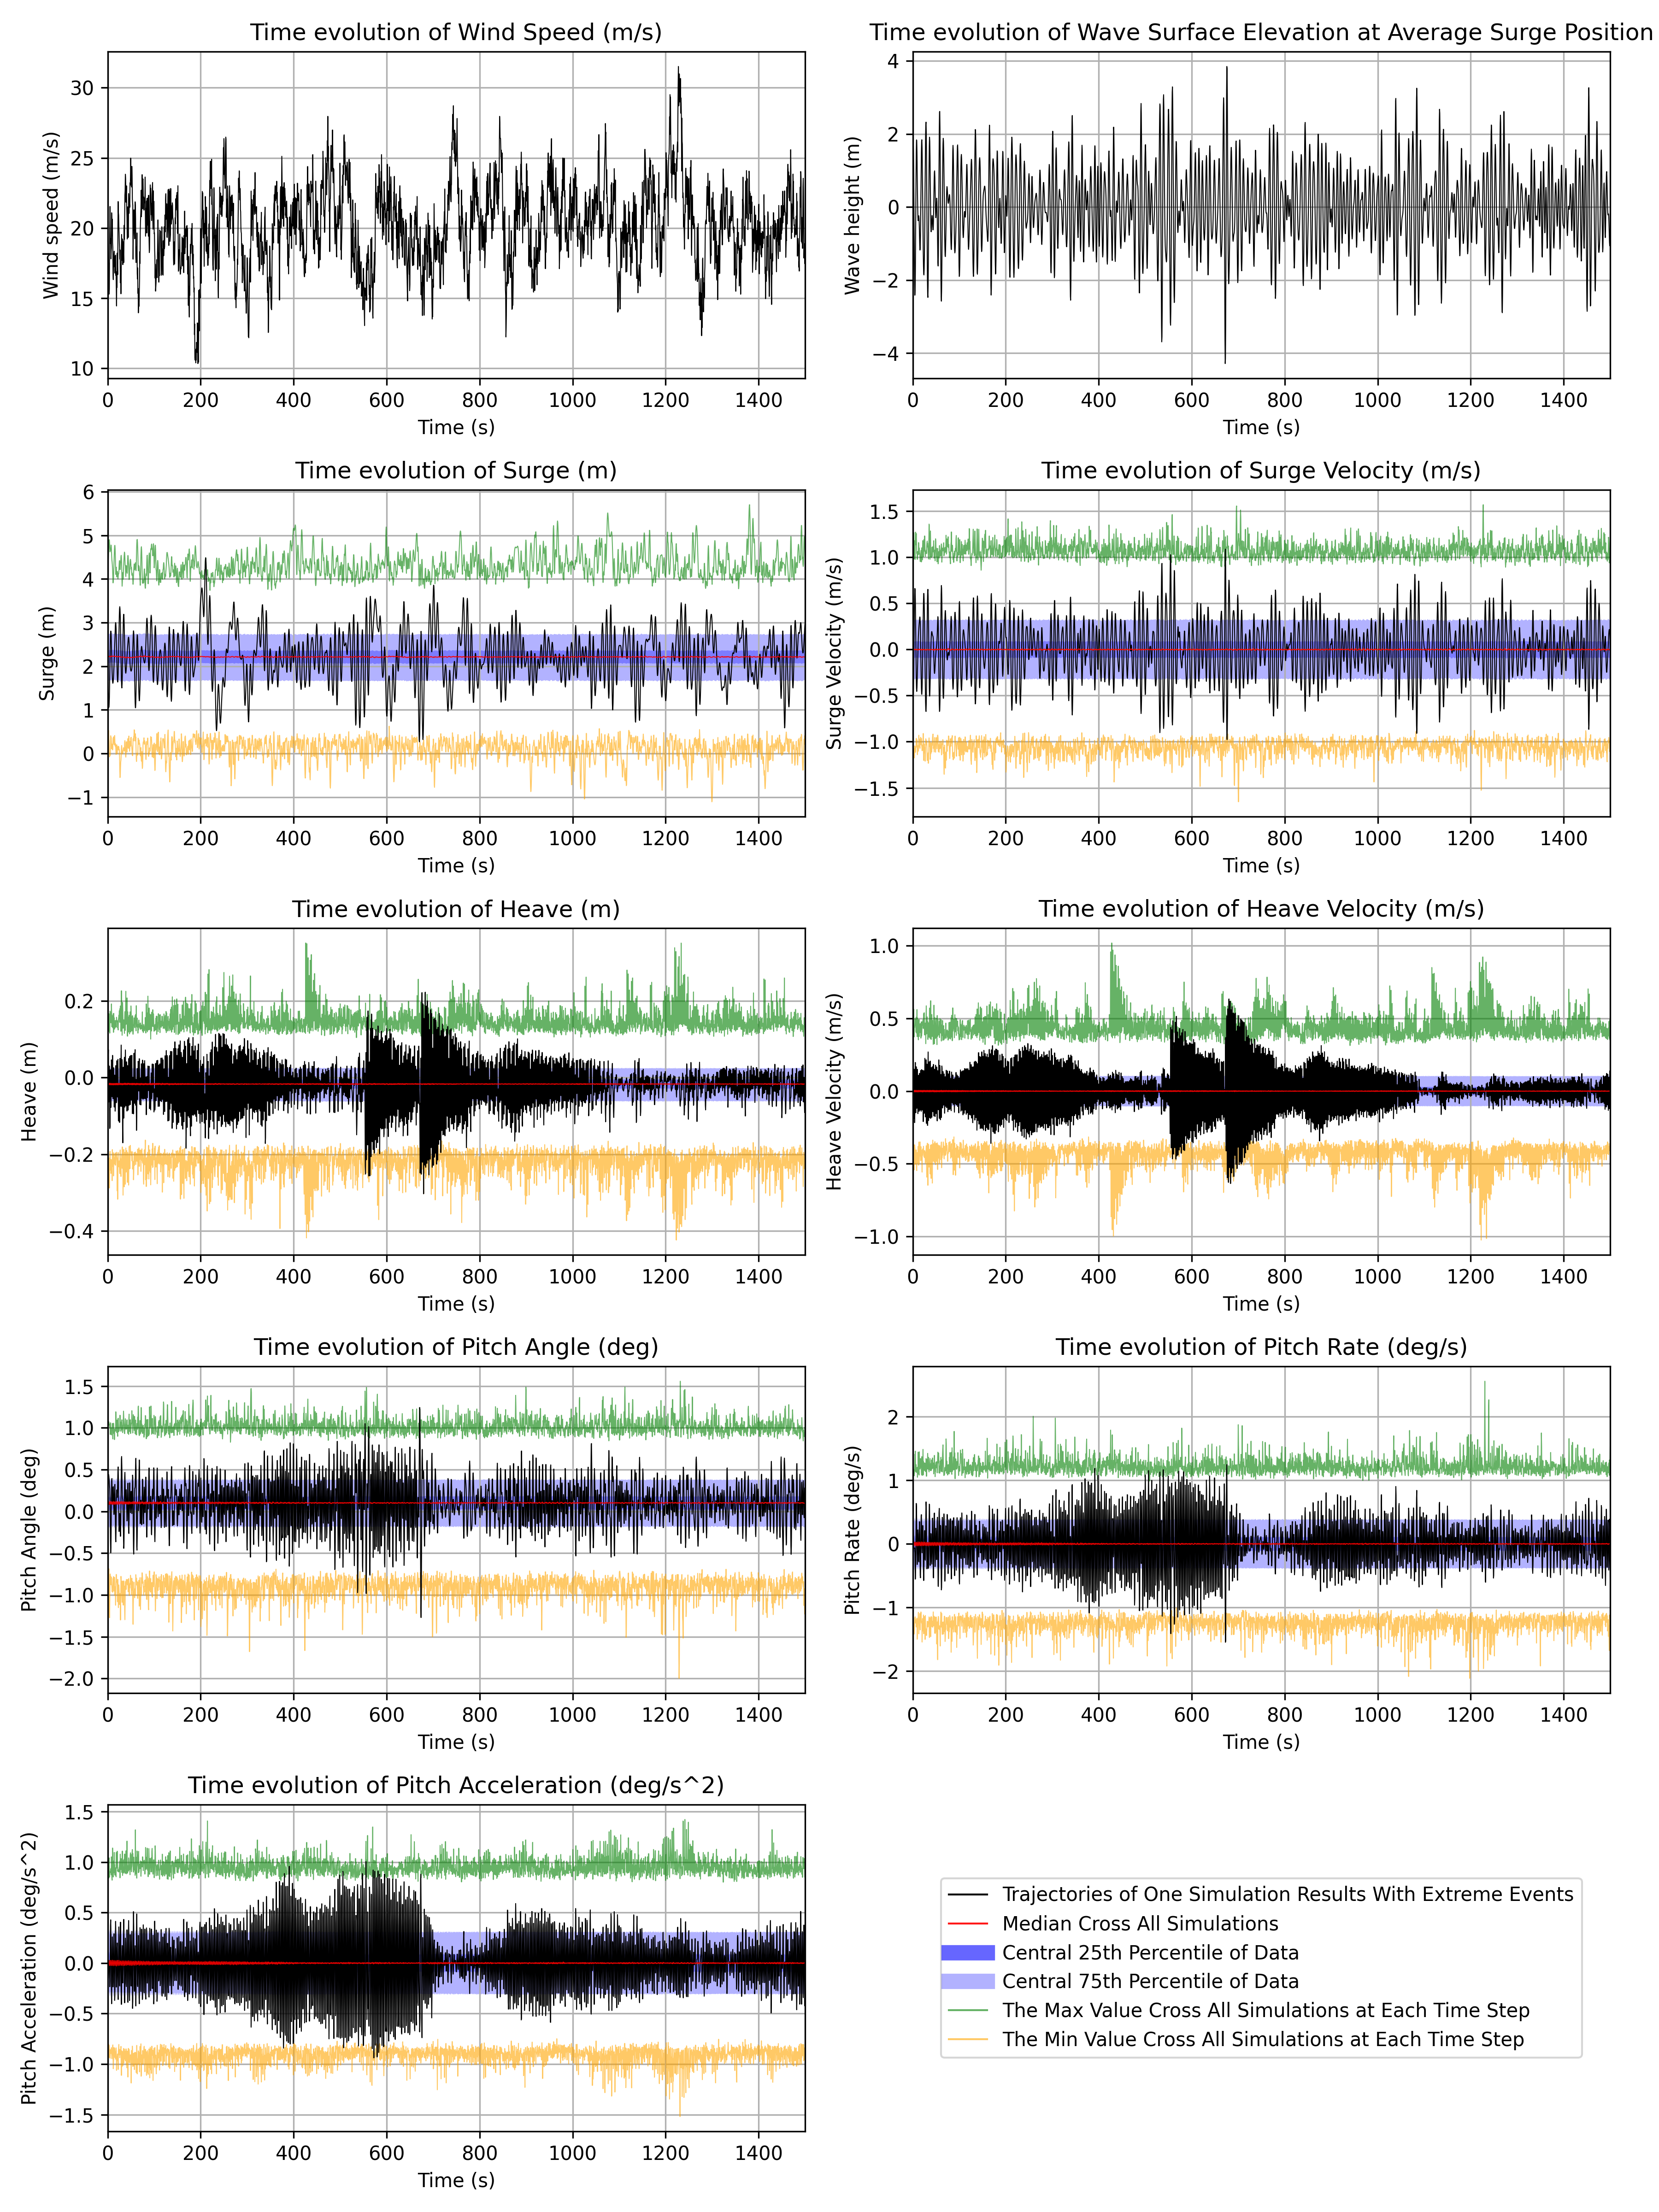 Time evolution of Wind Speed (m/s)
Wind speed (m/s)
30
25
20
15
10
0 200 400 600 800 1000 1200 1400
Time (s)
Time evolution of Wave Surface Elevation at Average Surge Position
Wave height (m)
4
2
0
−2
−4
0 200 400 600 800 1000 1200 1400
Time (s)
Time evolution of Surge (m)
Surge (m)
6
5
4
3
2
1
0
−1
0 200 400 600 800 1000 1200 1400
Time (s)
Time evolution of Surge Velocity (m/s)
Surge Velocity (m/s)
1.5
1.0
0.5
0.0
−0.5
−1.0
−1.5
0 200 400 600 800 1000 1200 1400
Time (s)
Time evolution of Heave (m)
Heave (m)
0.2
0.0
−0.2
−0.4
0 200 400 600 800 1000 1200 1400
Time (s)
Time evolution of Heave Velocity (m/s)
Heave Velocity (m/s)
1.0
0.5
0.0
−0.5
−1.0
0 200 400 600 800 1000 1200 1400
Time (s)
Time evolution of Pitch Angle (deg)
Pitch Angle (deg)
1.5
1.0
0.5
0.0
−0.5
−1.0
−1.5
−2.0
0 200 400 600 800 1000 1200 1400
Time (s)
Time evolution of Pitch Rate (deg/s)
Pitch Rate (deg/s)
2
1
0
−1
−2
0 200 400 600 800 1000 1200 1400
Time (s)
Time evolution of Pitch Acceleration (deg/s^2)
Pitch Acceleration (deg/s^2)
1.5
1.0
0.5
0.0
−0.5
−1.0
−1.5
0 200 400 600 800 1000 1200 1400
Time (s)
Trajectories of One Simulation Results With Extreme Events
Median Cross All Simulations
Central 25th Percentile of Data
Central 75th Percentile of Data
The Max Value Cross All Simulations at Each Time Step
The Min Value Cross All Simulations at Each Time Step